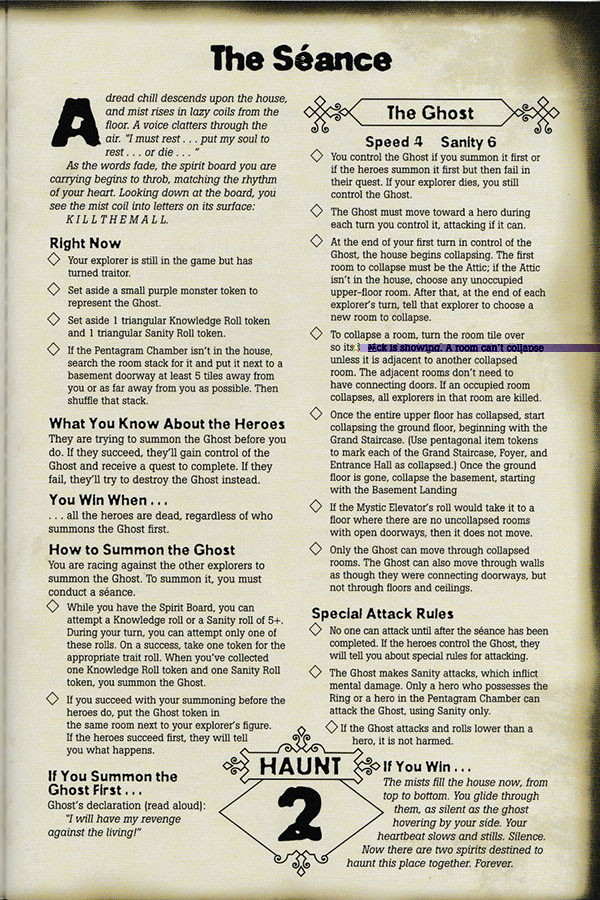 The Séance
A dread chill descends upon the house,
and mist rises in lazy coils from the
floor. A voice clatters through the
air. "I must rest . . . put my soul to
rest . . . or die . . . "
As the words fade, the spirit board you are
carrying begins to throb, matching the rhythm
of your heart. Looking down at the board, you
see the mist coil into letters on its surface:
K I L L T H E M A L L.
Right Now
Your explorer is still in the game but has
turned traitor.
Set aside a small purple monster token to
represent the Ghost.
Set aside 1 triangular Knowledge Roll token
and 1 triangular Sanity Roll token.
If the Pentagram Chamber isn't in the house,
search the room stack for it and put it next to a
basement doorway at least 5 tiles away from
you or as far away from you as possible. Then
shuffle that stack.
What You Know About the Heroes
They are trying to summon the Ghost before you
do. If they succeed, they'll gain control of the
Ghost and receive a quest to complete. If they
fail, they'll try to destroy the Ghost instead.
You Win When . . .
. . . all the heroes are dead, regardless of who
summons the Ghost first.
How to Summon the Ghost
You are racing against the other explorers to
summon the Ghost. To summon it, you must
conduct a séance.
While you have the Spirit Board, you can
attempt a Knowledge roll or a Sanity roll of 5+.
During your turn, you can attempt only one of
these rolls. On a success, take one token for the
appropriate trait roll. When you've collected
one Knowledge Roll token and one Sanity Roll
token, you summon the Ghost.
If you succeed with your summoning before the
heroes do, put the Ghost token in
the same room next to your explorer's figure.
If the heroes succeed first, they will tell
you what happens.
If You Summon the
Ghost First . . .
Ghost's declaration (read aloud):
"I will have my revenge
against the living!"
The Ghost
Speed 4 Sanity 6
You control the Ghost if you summon it first or
if the heroes summon it first but then fail in
their quest. If your explorer dies, you still
control the Ghost.
The Ghost must move toward a hero during
each turn you control it, attacking if it can.
At the end of your first turn in control of the
Ghost, the house begins collapsing. The first
room to collapse must be the Attic; if the Attic
isn't in the house, choose any unoccupied
upper-floor room. After that, at the end of each
explorer's turn, tell that explorer to choose a
new room to collapse.
To collapse a room, turn the room tile over
so its is showing. A room can't collapse
unless it is adjacent to another collapsed
room. The adjacent rooms don't need to
have connecting doors. If an occupied room
collapses, all explorers in that room are killed.
Once the entire upper floor has collapsed, start
collapsing the ground floor, beginning with the
Grand Staircase. (Use pentagonal item tokens
to mark each of the Grand Staircase, Foyer, and
Entrance Hall as collapsed.) Once the ground
floor is gone, collapse the basement, starting
with the Basement Landing
If the Mystic Elevator's roll would take it to a
floor where there are no uncollapsed rooms
with open doorways, then it does not move.
Only the Ghost can move through collapsed
rooms. The Ghost can also move through walls
as though they were connecting doorways, but
not through floors and ceilings.
Special Attack Rules
No one can attack until after the séance has been
completed. If the heroes control the Ghost, they
will tell you about special rules for attacking.
The Ghost makes Sanity attacks, which inflict
mental damage. Only a hero who possesses the
Ring or a hero in the Pentagram Chamber can
attack the Ghost, using Sanity only.
If the Ghost attacks and rolls lower than a
hero, it is not harmed.
If You Win . . .
The mists fill the house now, from
top to bottom. You glide through
them, as silent as the ghost
hovering by your side. Your
heartbeat slows and stills. Silence.
Now there are two spirits destined to
haunt this place together. Forever.
HAUNT
2